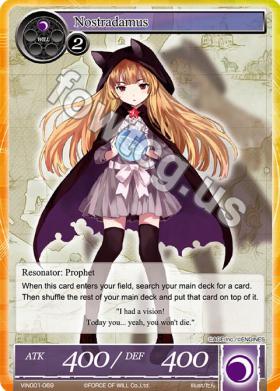 Nostradamus
WILL
2
fowtcg.us
Resonator: Prophet
When this card enters your field, search your main deck for a card.
Then shuffle the rest of your main deck and put that card on top of it.
"I had a vision!
Today you... yeah, you won't die."
ATK 400 / DEF 400
VIN001-069 ©FORCE OF WILL Co.,Ltd.